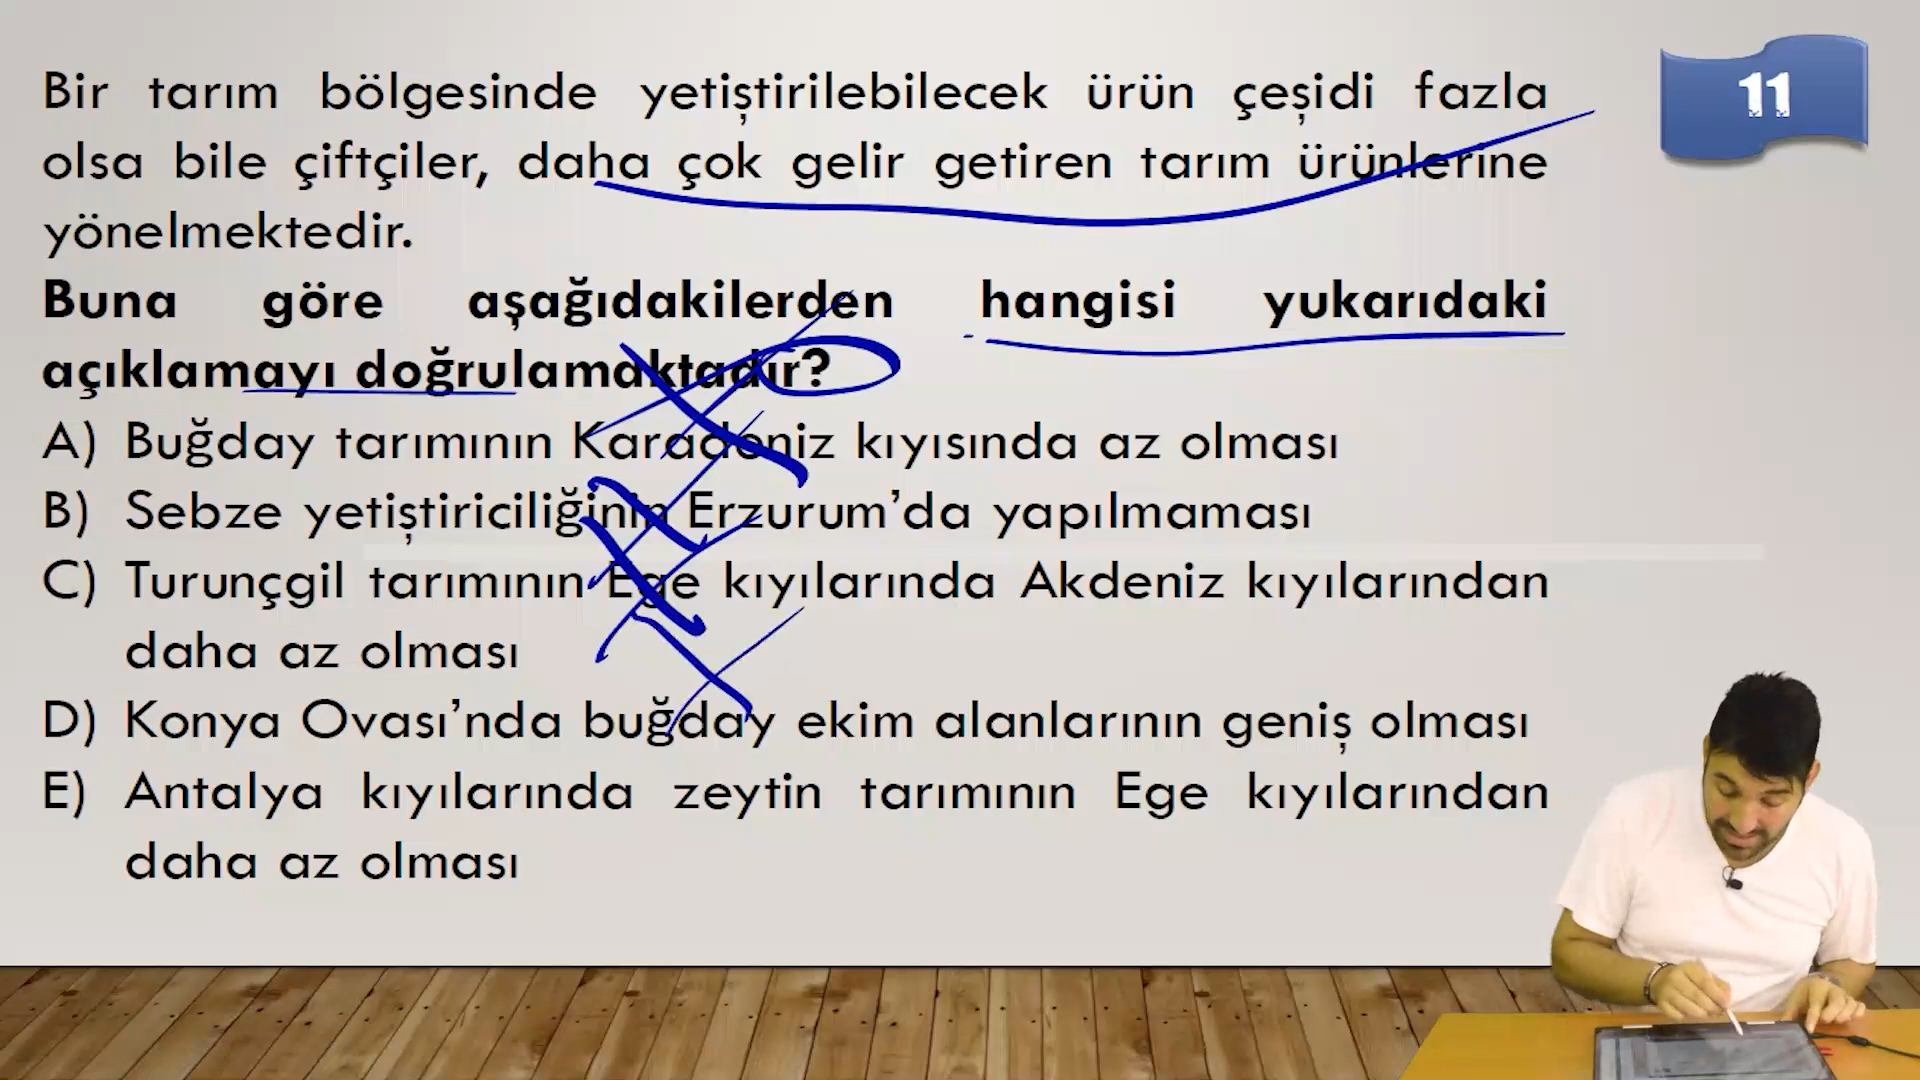 11
Bir tarım bölgesinde yetiştirilebilecek ürün çeşidi fazla
olsa bile çiftçiler, daha çok gelir getiren tarım ürünlerine
yönelmektedir.
Buna göre aşağıdakilerden hangisi yukarıdaki
açıklamayı doğrulamaktadır?
A) Buğday tarımının Karadeniz kıyısında az olması
B) Sebze yetiştiriciliğinin Erzurum’da yapılmaması
C) Turunçgil tarımının Ege kıyılarında Akdeniz kıyılarından
daha az olması
D) Konya Ovası’nda buğday ekim alanlarının geniş olması
E) Antalya kıyılarında zeytin tarımının Ege kıyılarından
daha az olması